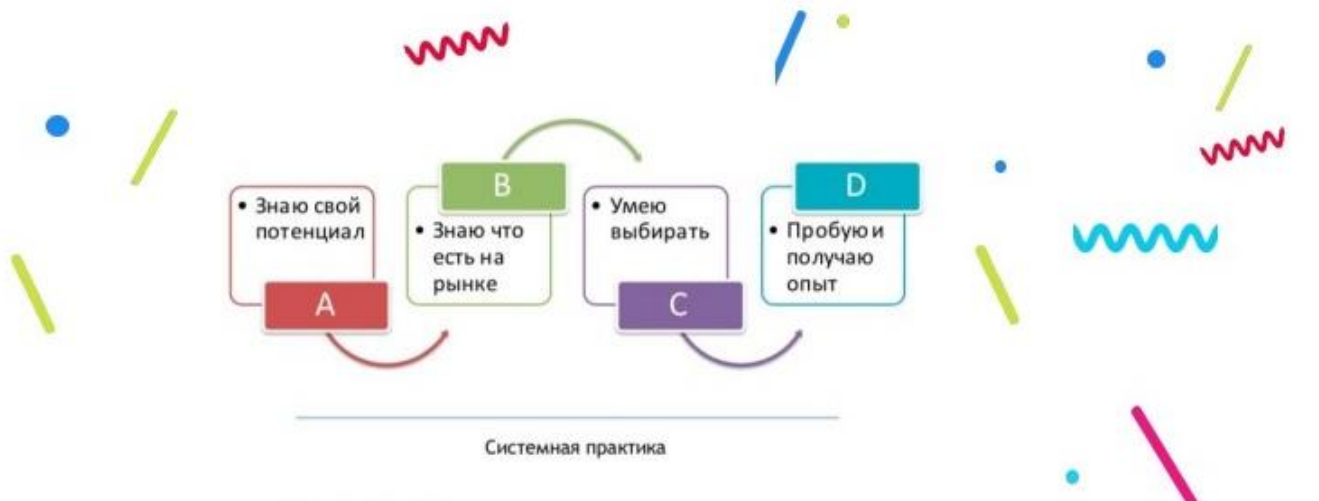 • Знаю свой
потенциал
A
B
• Знаю что
есть на
рынке
• Умею
выбирать
C
D
• Пробую и
получаю
опыт
Системная практика